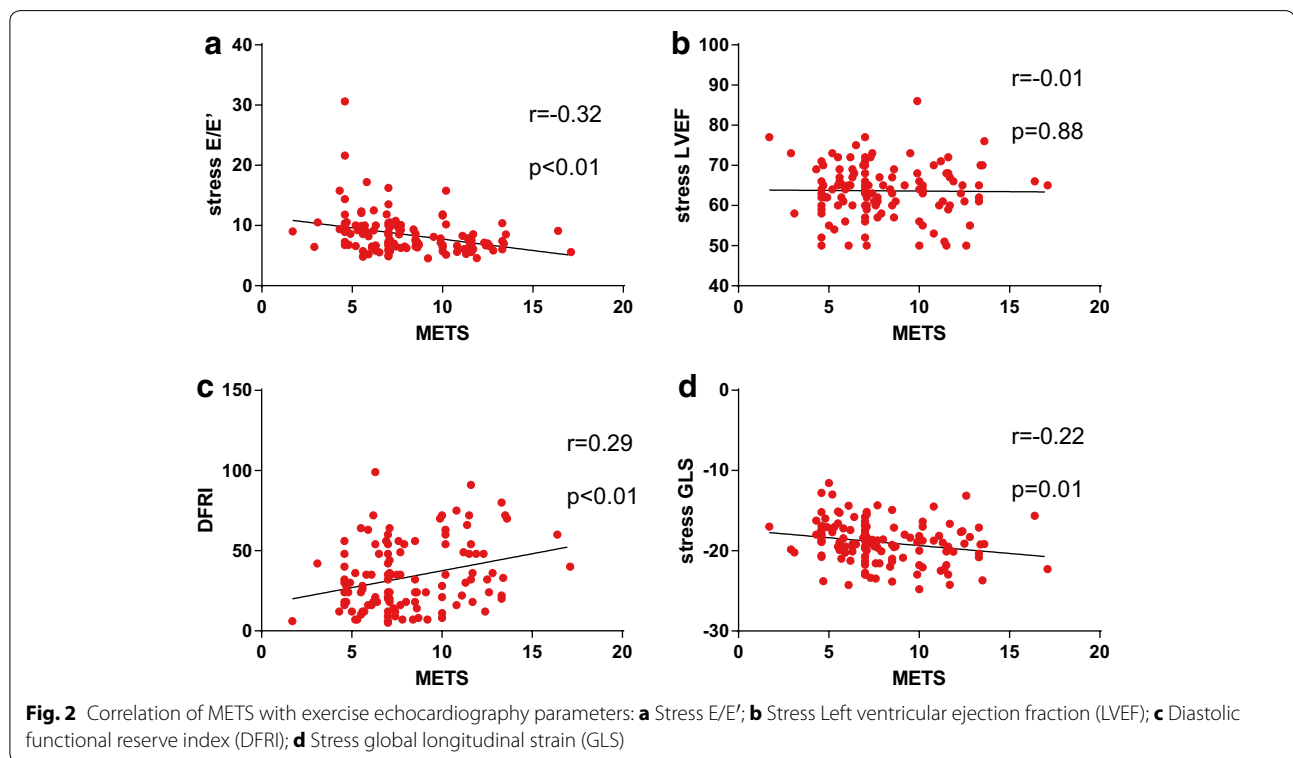 a
40
30
20
10
0
stress E/E'
r=-0.32
p<0.01
0 5 10 15 20
METS
b
100
90
80
70
60
50
40
stress LVEF
r=-0.01
p=0.88
0 5 10 15 20
METS
c
150
100
50
0
DFRI
r=0.29
p<0.01
0 5 10 15 20
METS
d
0
-10
-20
-30
stress GLS
r=-0.22
p=0.01
0 5 10 15 20
METS
Fig. 2 Correlation of METS with exercise echocardiography parameters: a Stress E/E′; b Stress Left ventricular ejection fraction (LVEF); c Diastolic
functional reserve index (DFRI); d Stress global longitudinal strain (GLS)